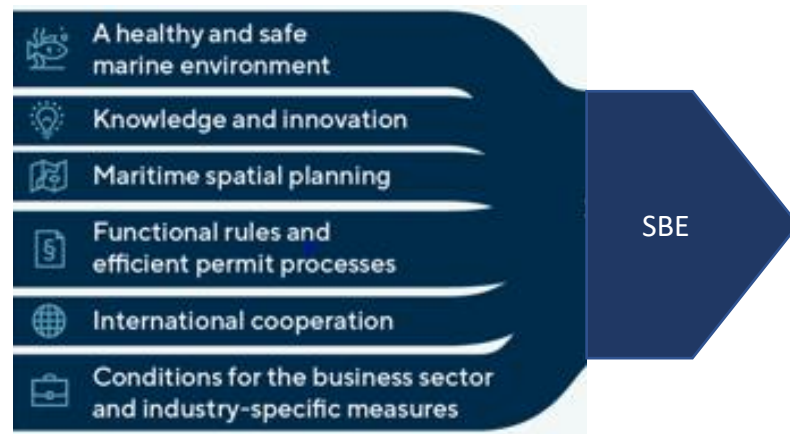 A healthy and safe
marine environment
Knowledge and innovation
Maritime spatial planning
Functional rules and
efficient permit processes
International cooperation
Conditions for the business sector
and industry-specific measures
SBE